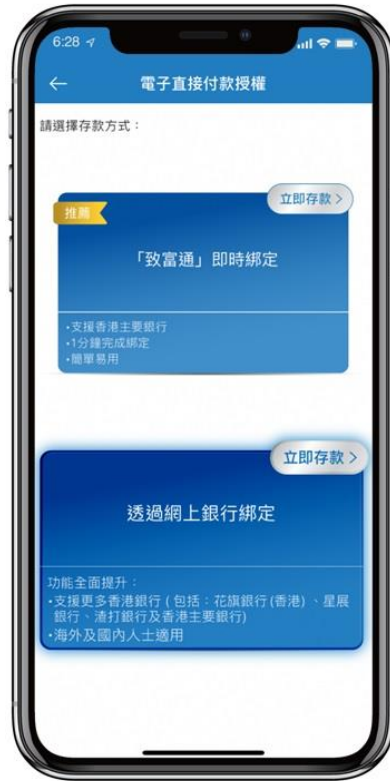 6:28
電子直接付款授權
請選擇存款方式：
立即存款 >
推薦
「致富通」即時綁定
•支援香港主要銀行
•1分鐘完成綁定
•簡單易用
立即存款 >
透過網上銀行綁定
功能全面提升：
•支援更多香港銀行 ( 包括：花旗銀行 (香港) 、星展
銀行、渣打銀行及香港主要銀行)
•海外及國內人士適用